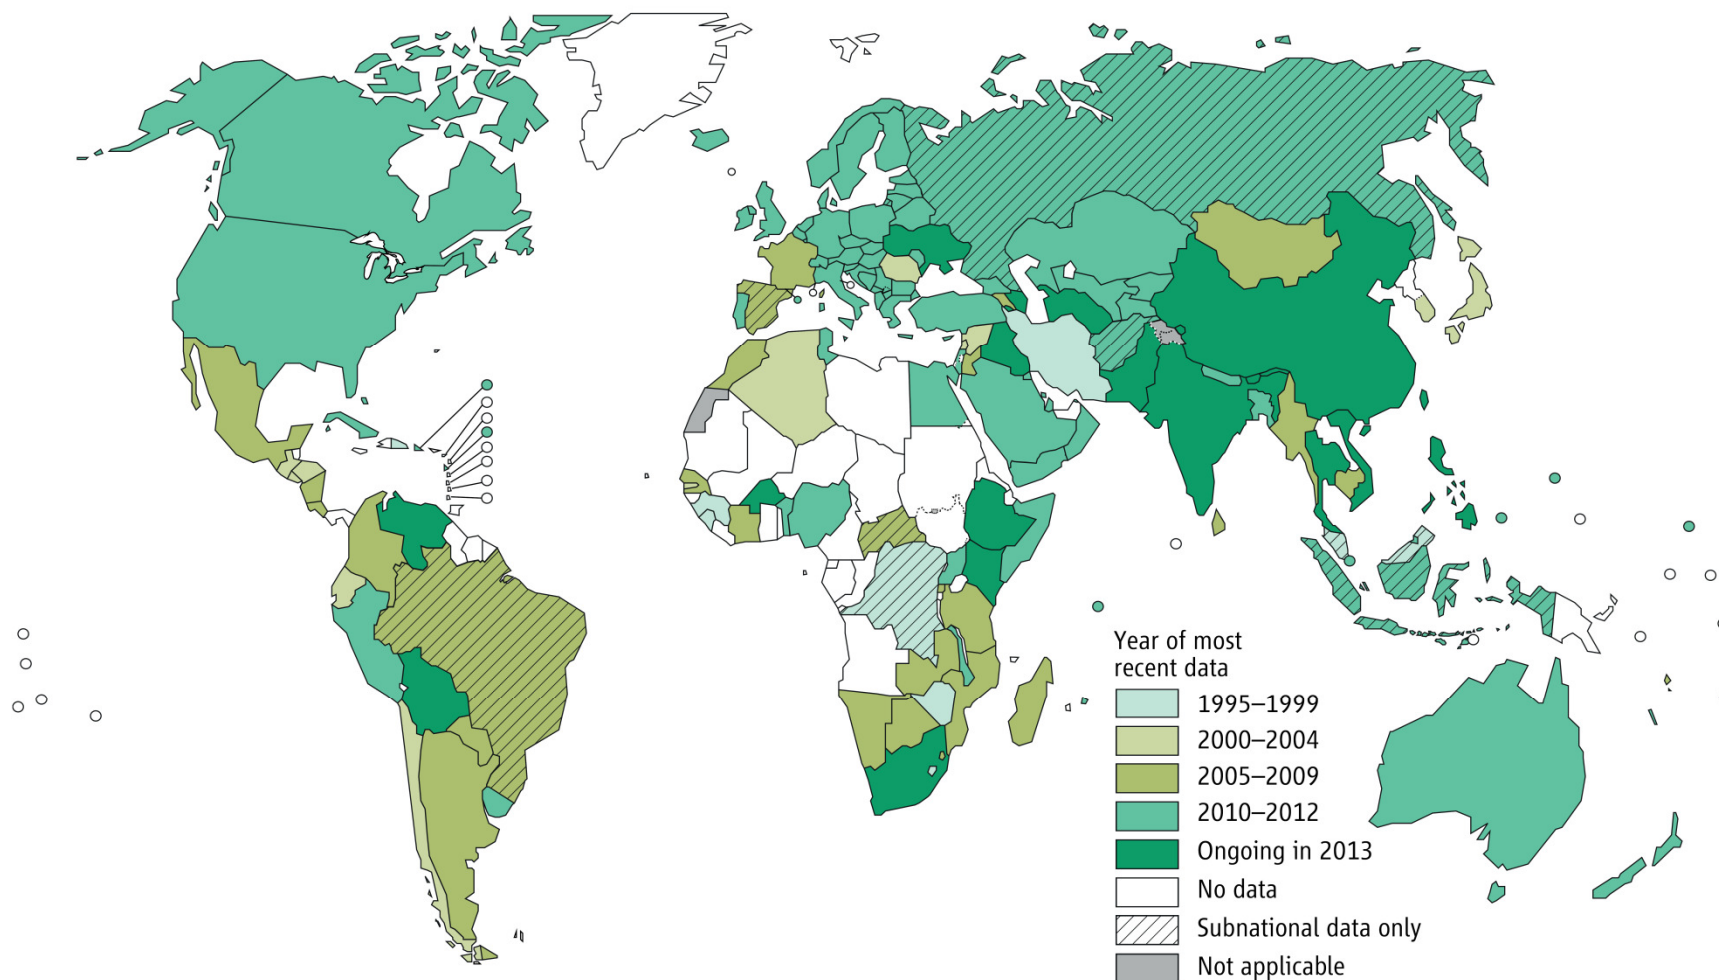 Year of most
recent data
1995–1999
2000–2004
2005–2009
2010–2012
Ongoing in 2013
No data
Subnational data only
Not applicable